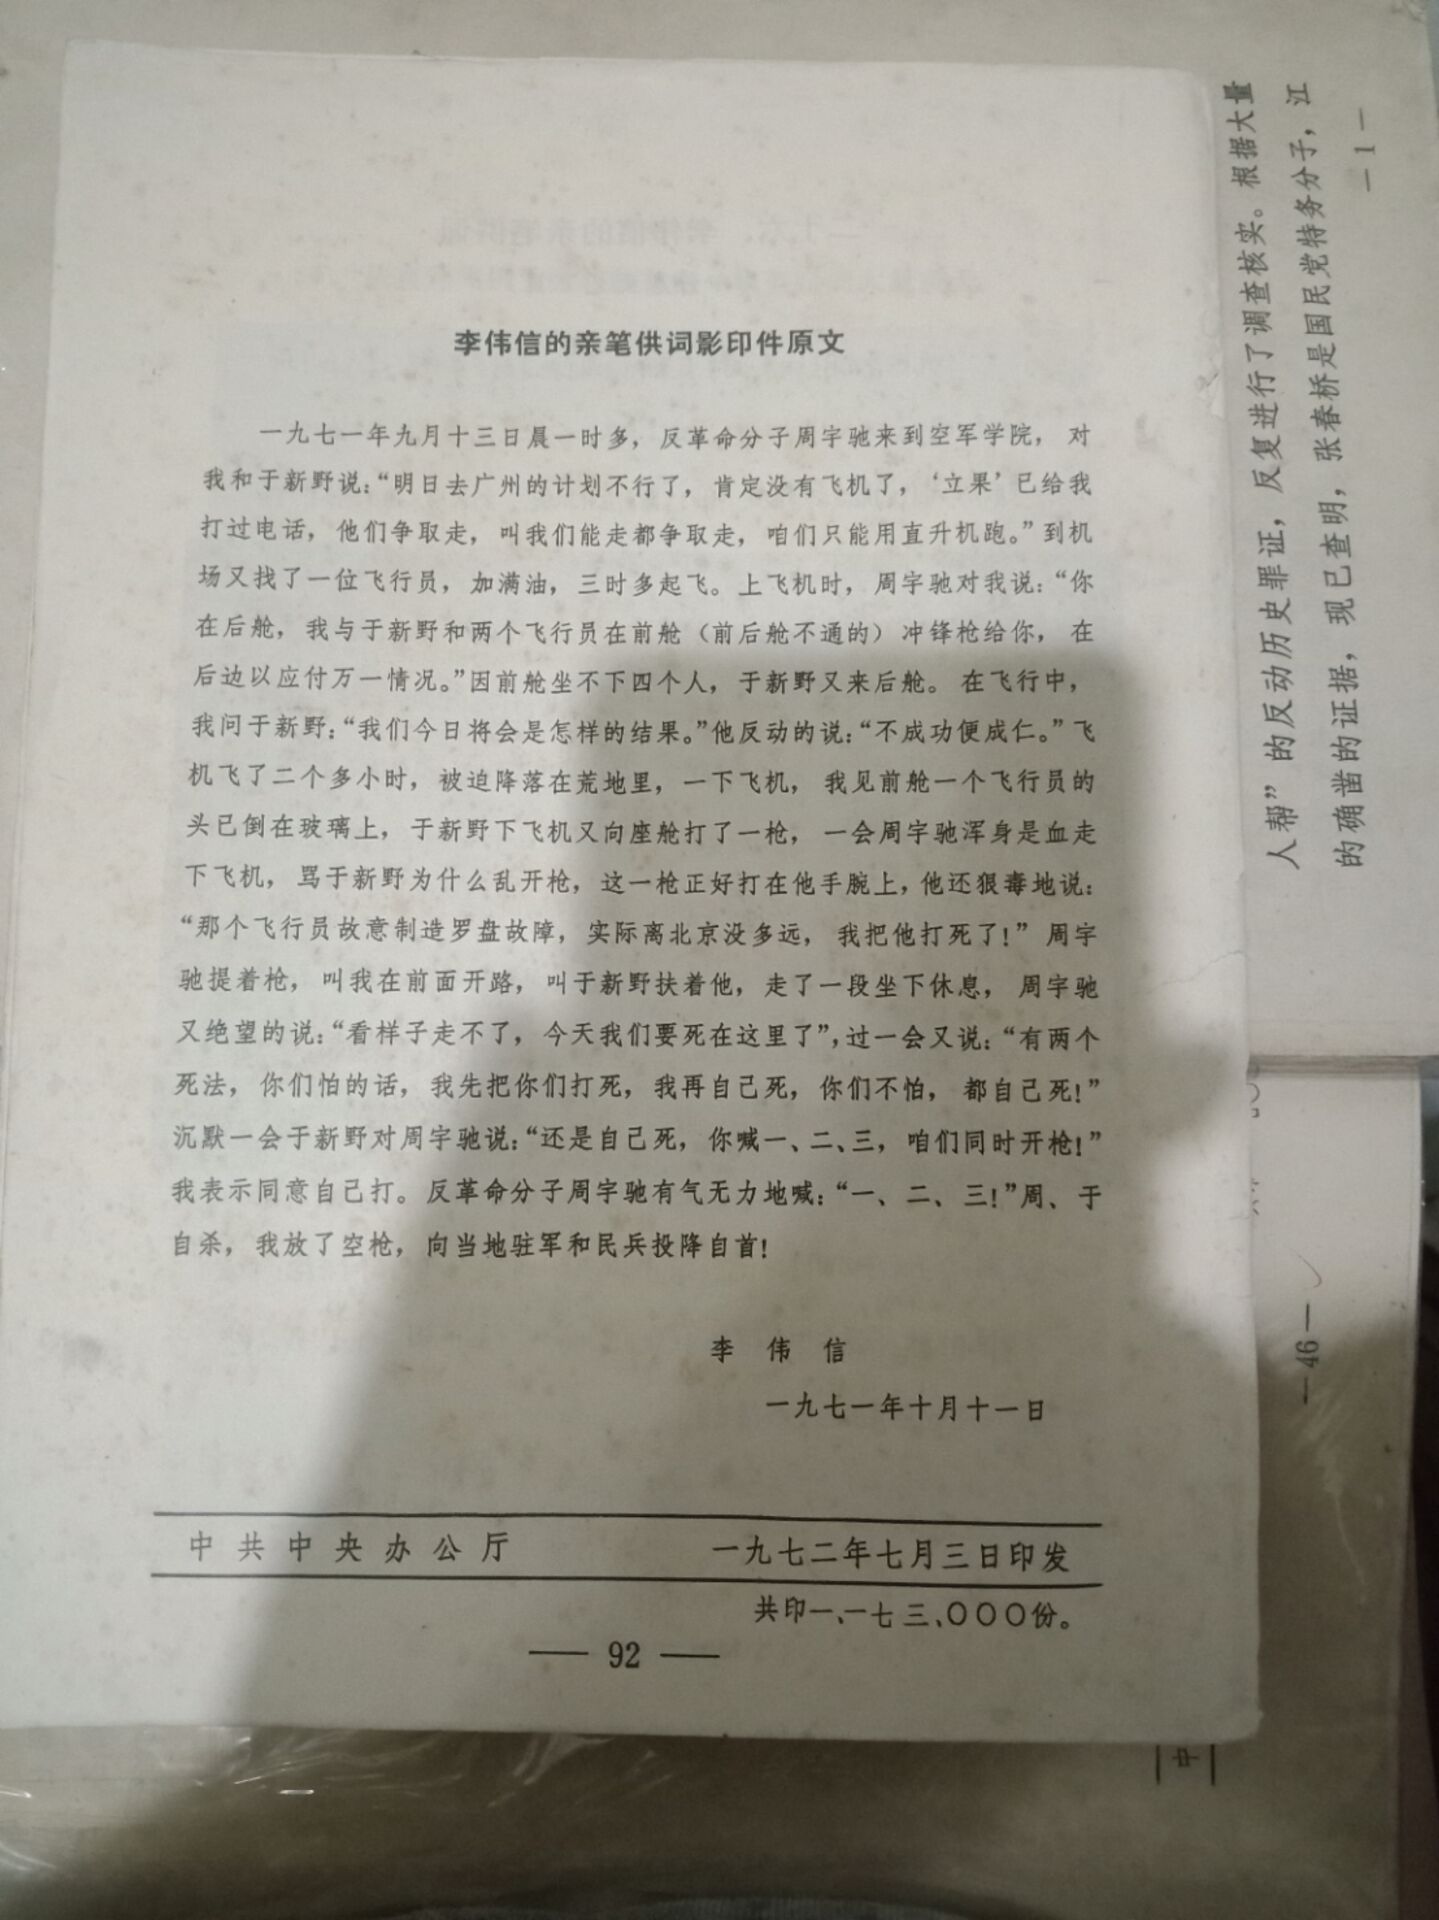 李伟信的亲笔供词影印件原文
一九七一年九月十三日晨一时多，反革命分子周宇驰来到空军学院，对
我和于新野说：“明日去广州的计划不行了，肯定没有飞机了，‘立果’已给我
打过电话，他们争取走，叫我们能走都争取走，咱们只能用直升机跑。”到机
场又找了一位飞行员，加满油，三时多起飞。上飞机时，周宇驰对我说：“你
在后舱，我与于新野和两个飞行员在前舱（前后舱不通的）冲锋枪给你，在
后边以应付万一情况。”因前舱坐不下四个人，于新野又来后舱。在飞行中，
我问于新野：“我们今日将会是怎样的结果。”他反动的说：“不成功便成仁。”飞
机飞了二个多小时，被迫降落在荒地里，一下飞机，我见前舱一个飞行员的
头已倒在玻璃上，于新野下飞机又向座舱打了一枪，一会周宇驰浑身是血走
下飞机，骂于新野为什么乱开枪，这一枪正好打在他手腕上，他还狠毒地说：
“那个飞行员故意制造罗盘故障，实际离北京没多远，我把他打死了！”周宇
驰提着枪，叫我在前面开路，叫于新野扶着他，走了一段坐下休息，周宇驰
又绝望的说：“看样子走不了，今天我们要死在这里了”，过一会又说：“有两个
死法，你们怕的话，我先把你们打死，我再自己死，你们不怕，都自己死！”
沉默一会于新野对周宇驰说：“还是自己死，你喊一、二、三，咱们同时开枪！”
我表示同意自己打。反革命分子周宇驰有气无力地喊：“一、二、三！”周、于
自杀，我放了空枪，向当地驻军和民兵投降自首！
李伟信
一九七一年十月十一日
中共中央办公厅 一九七二年七月三日印发
共印一、一七三、〇〇〇份。
— 92 —
人帮”的反动历史罪证，反复进行了调查核实。根据大量
的确凿的证据，现已查明，张春桥是国民党特务分子，江
— 1 —
— 46 —
中